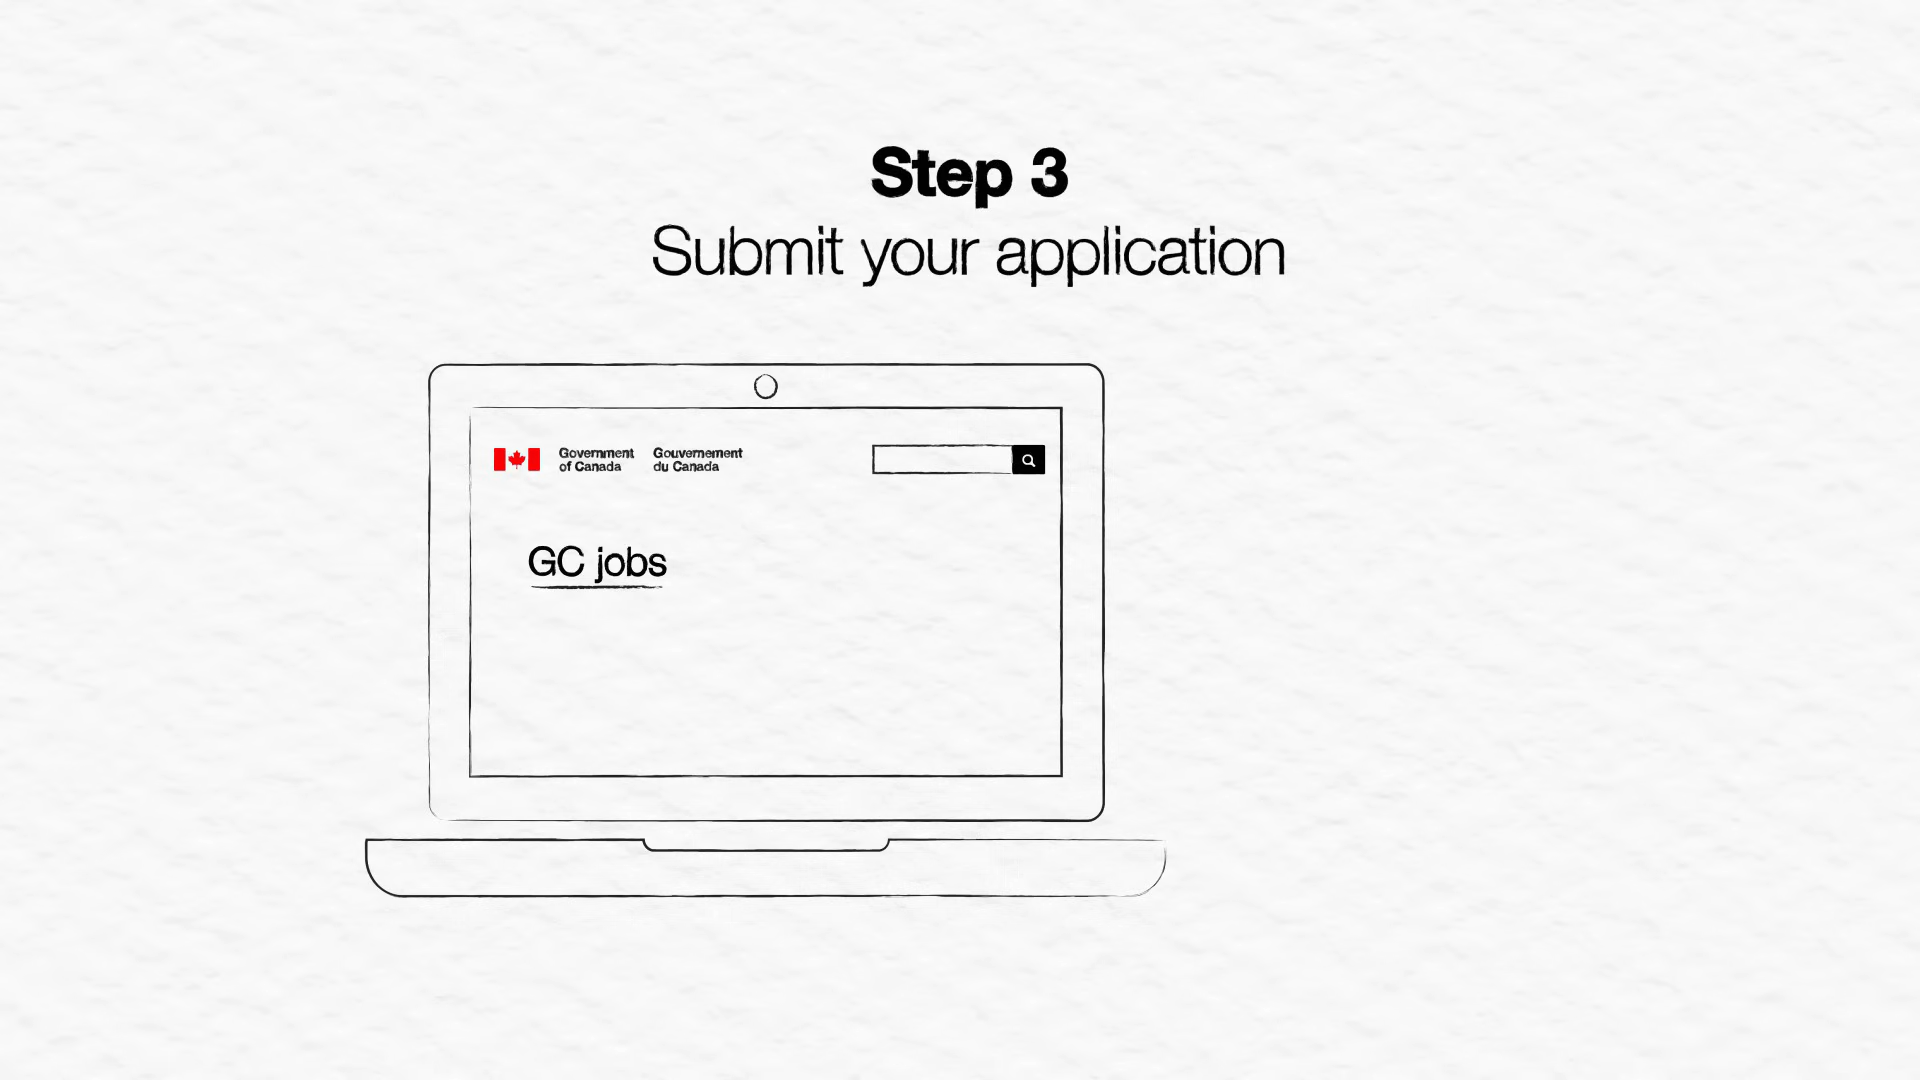 Step 3
Submit your application
Government of Canada
Gouvernement du Canada
GC jobs